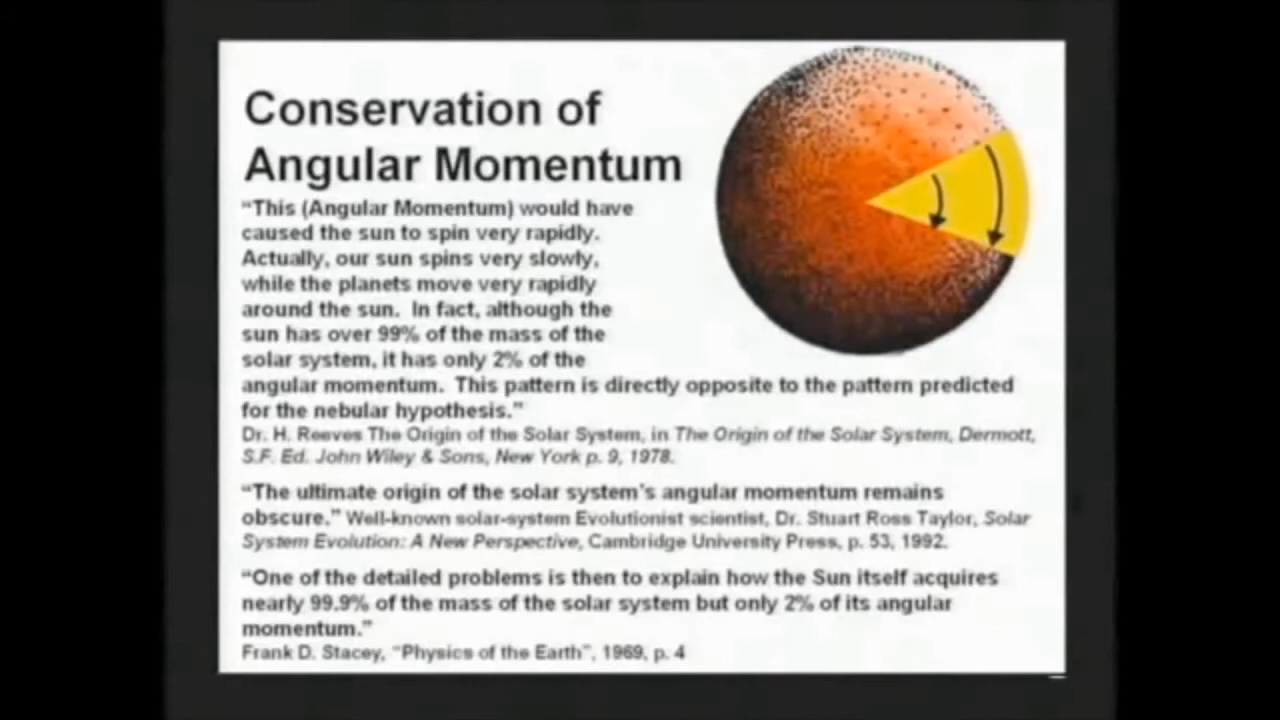 Conservation of
Angular Momentum
“This (Angular Momentum) would have
caused the sun to spin very rapidly.
Actually, our sun spins very slowly,
while the planets move very rapidly
around the sun. In fact, although the
sun has over 99% of the mass of the
solar system, it has only 2% of the
angular momentum. This pattern is directly opposite to the pattern predicted
for the nebular hypothesis.”
Dr. H. Reeves The Origin of the Solar System, in The Origin of the Solar System, Dermott,
S.F. Ed. John Wiley & Sons, New York p. 9, 1978.
“The ultimate origin of the solar system’s angular momentum remains
obscure.” Well-known solar-system Evolutionist scientist, Dr. Stuart Ross Taylor, Solar
System Evolution: A New Perspective, Cambridge University Press, p. 53, 1992.
“One of the detailed problems is then to explain how the Sun itself acquires
nearly 99.9% of the mass of the solar system but only 2% of its angular
momentum.”
Frank D. Stacey, “Physics of the Earth”, 1969, p. 4